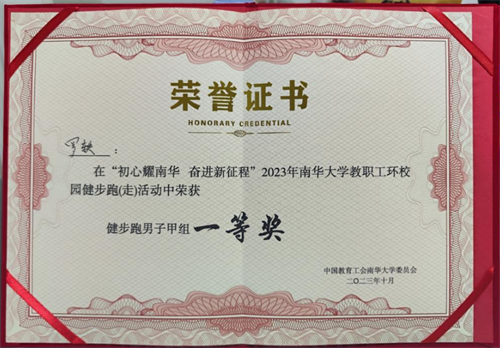 荣誉证书
HONORARY CREDENTIAL
：
在“初心耀南华 奋进新征程”2023年南华大学教职工环校
园健步跑(走)活动中荣获
健步跑男子甲组 一等奖
中国教育工会南华大学委员会
二〇二三年十月